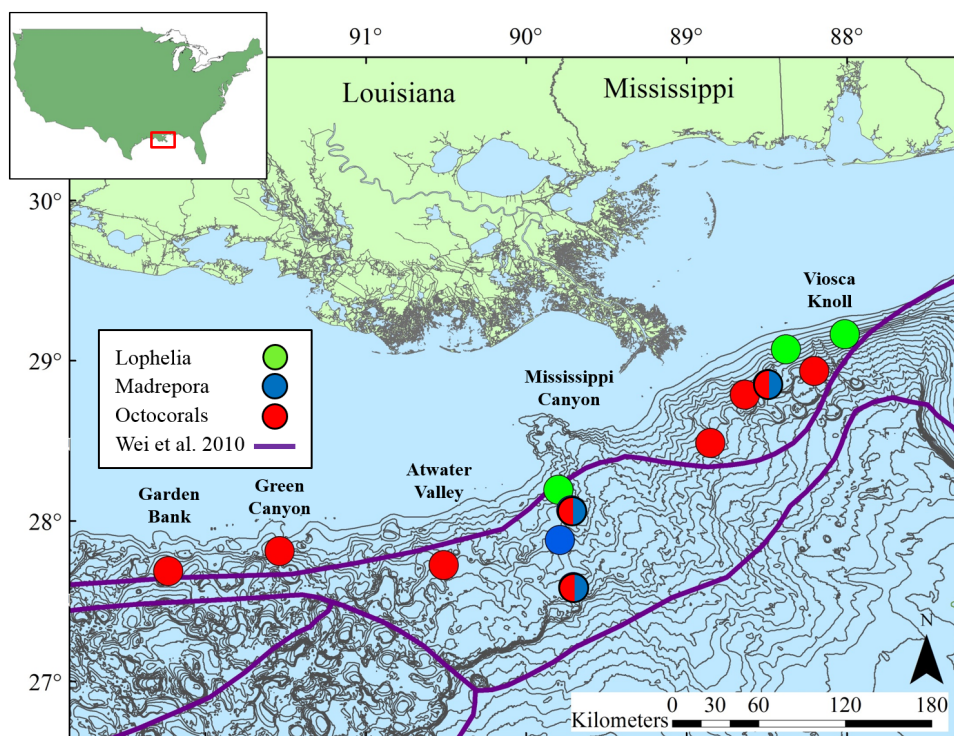 91°
90°
89°
88°
Louisiana
Mississippi
30°
Viosca
Knoll
29°
Lophelia
Madrepora
Octocorals
Wei et al. 2010
Mississippi
Canyon
Atwater
Valley
Green
Canyon
Garden
Bank
28°
27°
N
Kilometers
0 30 60 120 180